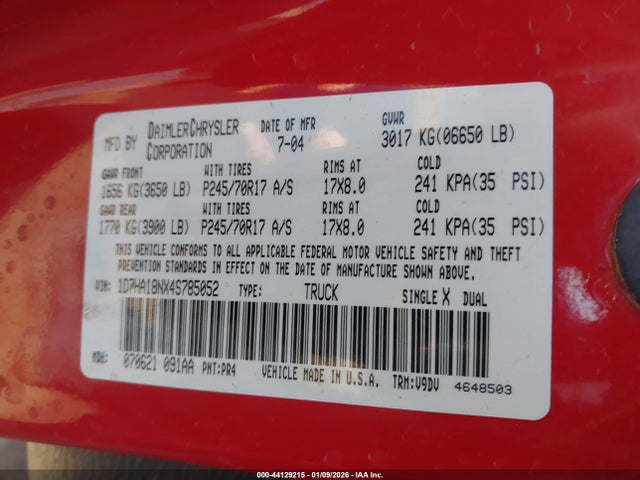 MFD BY DAIMLERCHRYSLER CORPORATION DATE OF MFR 7-04 GVWR 3017 KG(06650 LB)
GAWR FRONT WITH TIRES RIMS AT COLD
1656 KG(3650 LB) P245/70R17 A/S 17X8.0 241 KPA(35 PSI)
GAWR REAR WITH TIRES RIMS AT COLD
1770 KG(3900 LB) P245/70R17 A/S 17X8.0 241 KPA(35 PSI)
THIS VEHICLE CONFORMS TO ALL APPLICABLE FEDERAL MOTOR VEHICLE SAFETY AND THEFT
PREVENTION STANDARDS IN EFFECT ON THE DATE OF MANUFACTURE SHOWN ABOVE.
VIN: 1D7HA18NX4S785052 TYPE: TRUCK SINGLE X DUAL
MDH: 070621 091AA PNT:PR4 VEHICLE MADE IN U.S.A. TRM:V9DV 4648503
000-44129215 - 01/09/2026 - IAA Inc.